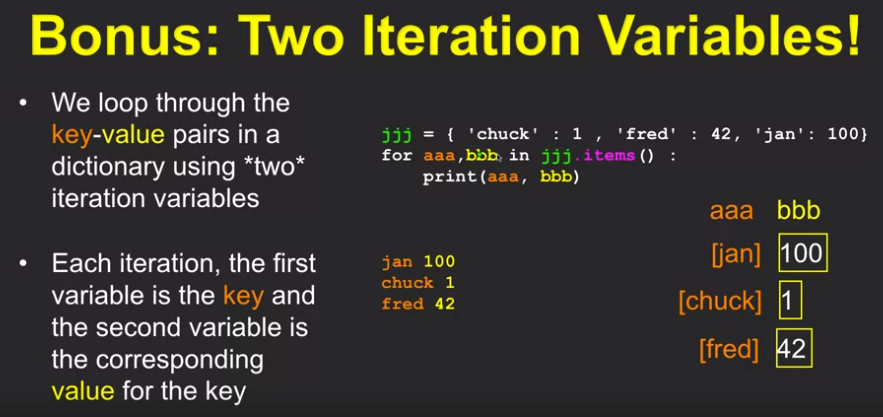 Bonus: Two Iteration Variables!
• We loop through the
key-value pairs in a
dictionary using *two*
iteration variables
• Each iteration, the first
variable is the key and
the second variable is
the corresponding
value for the key
jjj = { 'chuck' : 1 , 'fred' : 42, 'jan': 100}
for aaa,bbb in jjj.items() :
    print(aaa, bbb)
jan 100
chuck 1
fred 42
aaa bbb
[jan] 100
[chuck] 1
[fred] 42